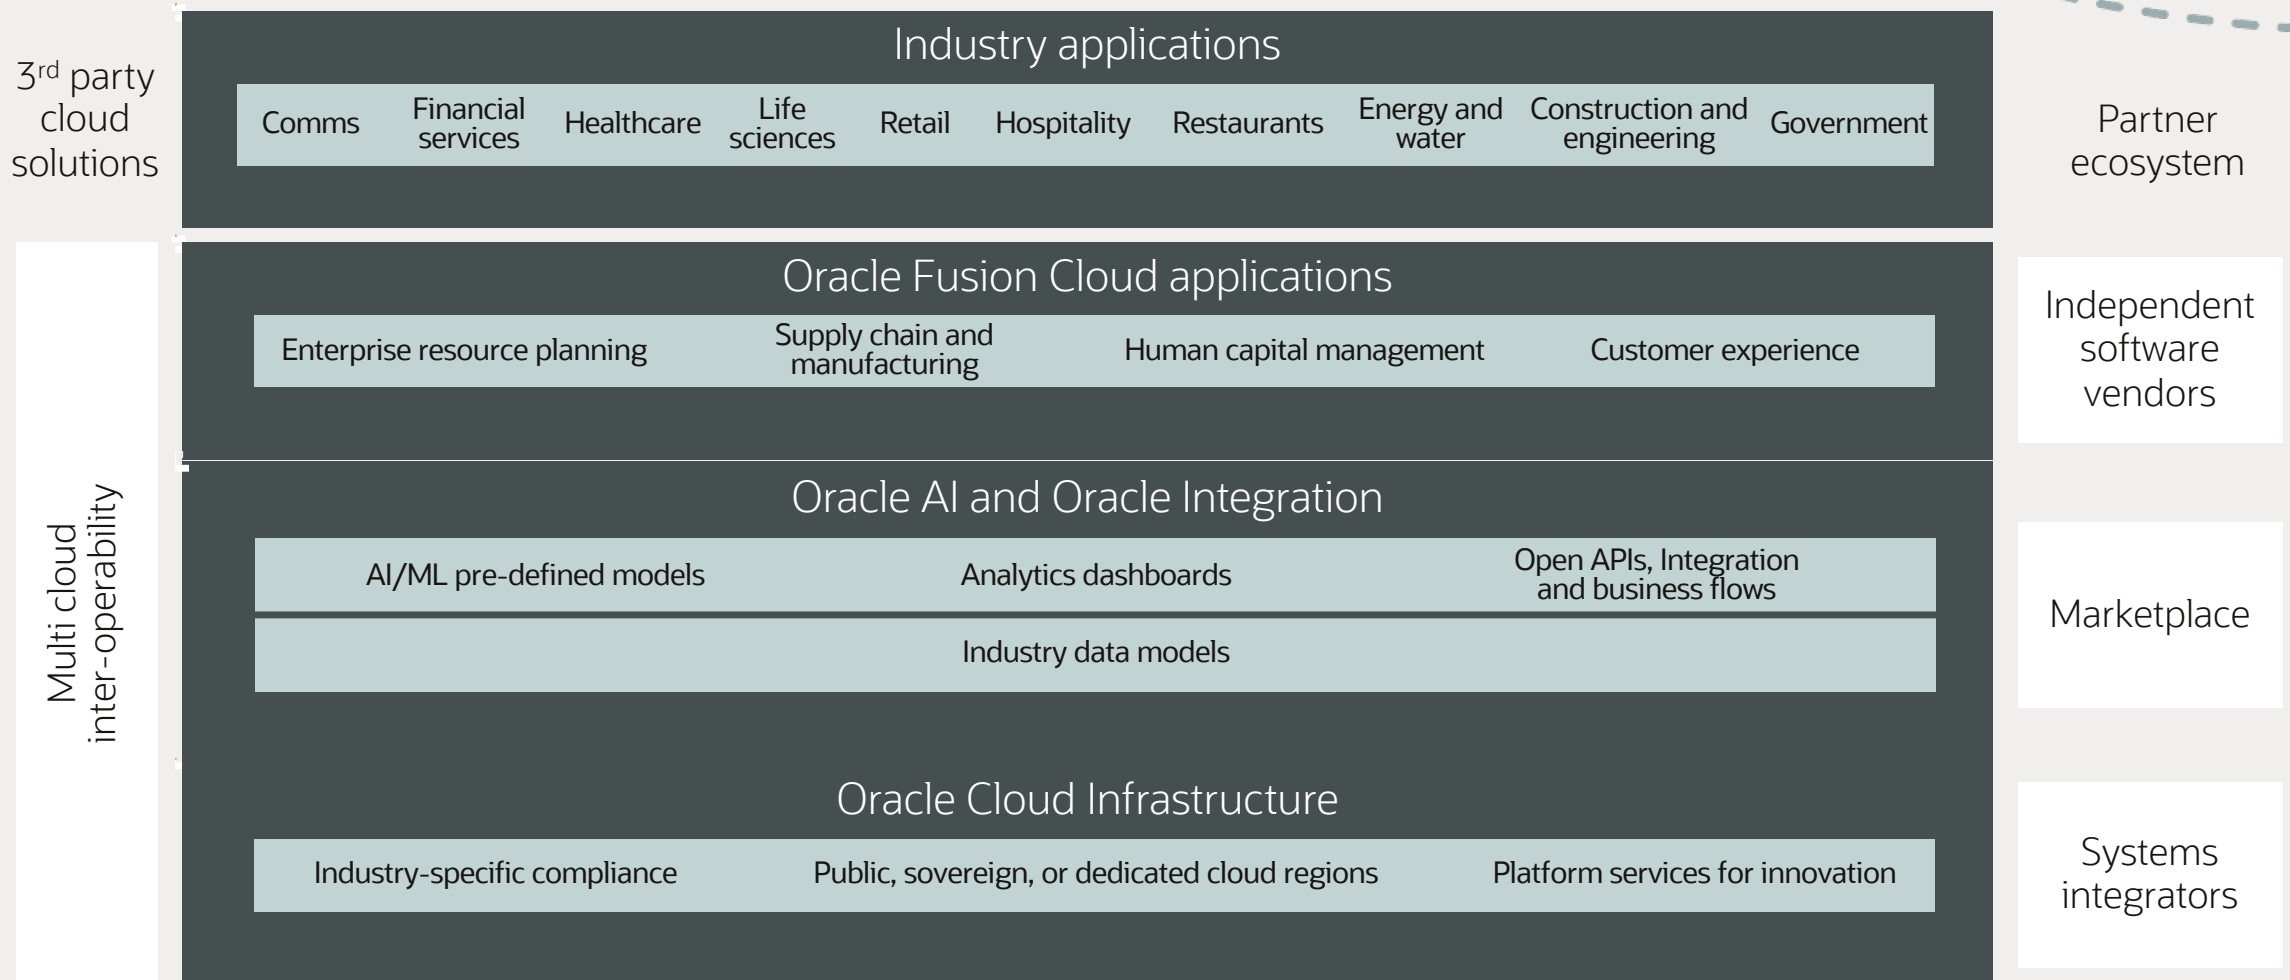 3rd party
cloud
solutions
Industry applications
Comms
Financial
services
Healthcare
Life
sciences
Retail
Hospitality
Restaurants
Energy and
water
Construction and
engineering
Government
Partner
ecosystem
Multi cloud
inter-operability
Oracle Fusion Cloud applications
Enterprise resource planning
Supply chain and
manufacturing
Human capital management
Customer experience
Independent
software
vendors
Oracle AI and Oracle Integration
AI/ML pre-defined models
Analytics dashboards
Open APIs, Integration
and business flows
Industry data models
Marketplace
Oracle Cloud Infrastructure
Industry-specific compliance
Public, sovereign, or dedicated cloud regions
Platform services for innovation
Systems
integrators